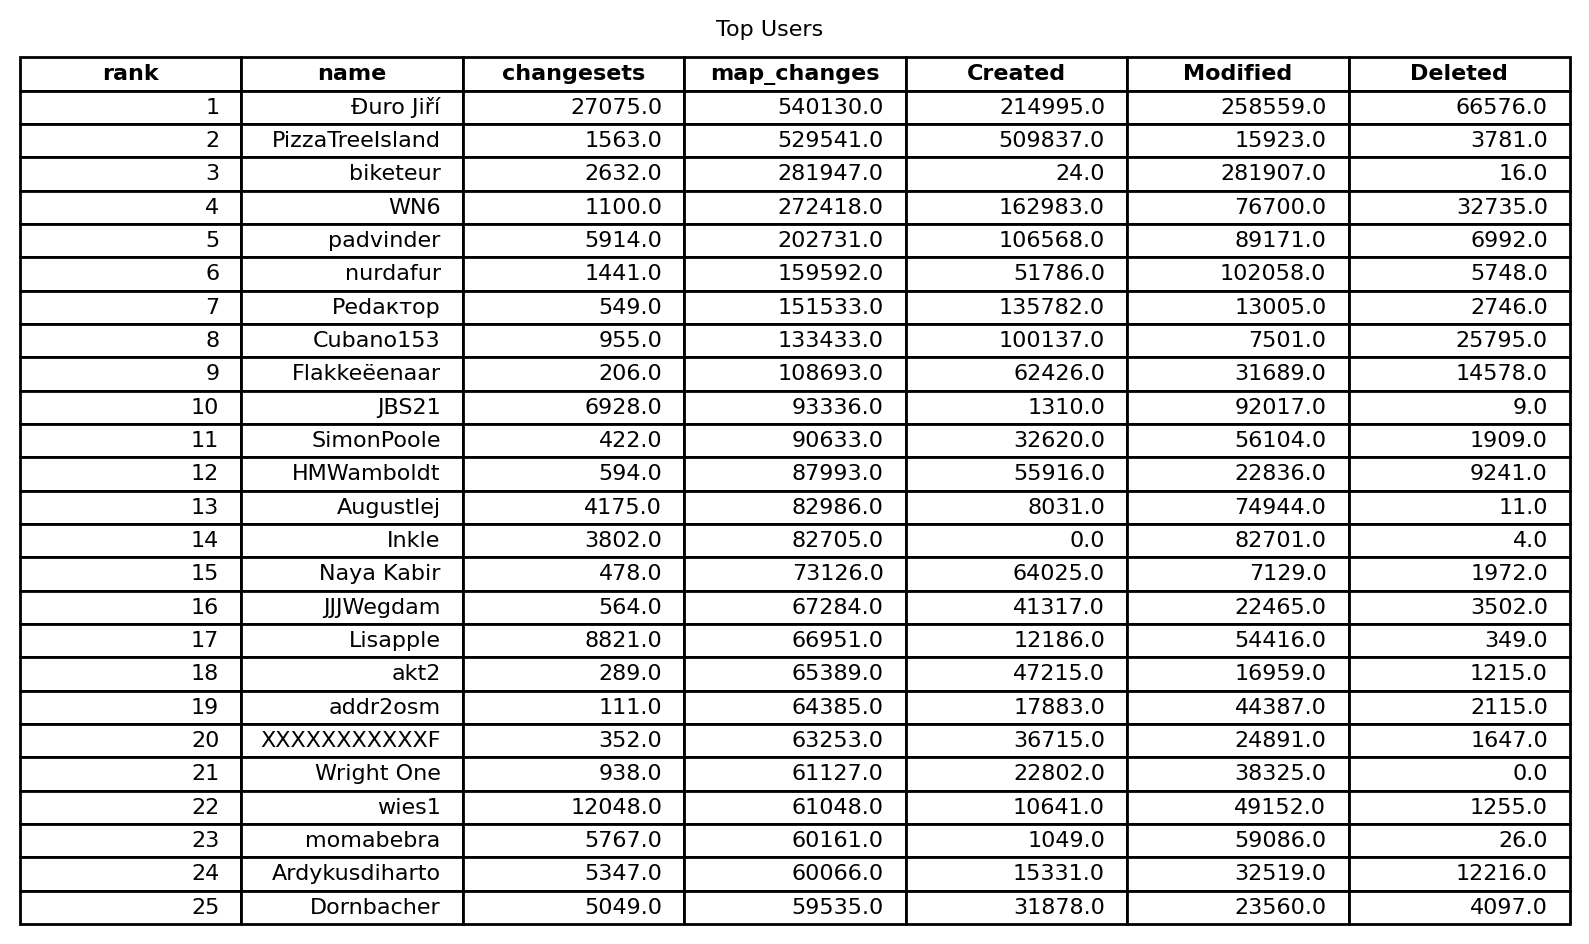 Top Users
rank name changesets map_changes Created Modified Deleted
1 Đuro Jiří 27075.0 540130.0 214995.0 258559.0 66576.0
2 PizzaTreeIsland 1563.0 529541.0 509837.0 15923.0 3781.0
3 biketeur 2632.0 281947.0 24.0 281907.0 16.0
4 WN6 1100.0 272418.0 162983.0 76700.0 32735.0
5 padvinder 5914.0 202731.0 106568.0 89171.0 6992.0
6 nurdafur 1441.0 159592.0 51786.0 102058.0 5748.0
7 Pedaктop 549.0 151533.0 135782.0 13005.0 2746.0
8 Cubano153 955.0 133433.0 100137.0 7501.0 25795.0
9 Flakkeëenaar 206.0 108693.0 62426.0 31689.0 14578.0
10 JBS21 6928.0 93336.0 1310.0 92017.0 9.0
11 SimonPoole 422.0 90633.0 32620.0 56104.0 1909.0
12 HMWamboldt 594.0 87993.0 55916.0 22836.0 9241.0
13 Augustlej 4175.0 82986.0 8031.0 74944.0 11.0
14 Inkle 3802.0 82705.0 0.0 82701.0 4.0
15 Naya Kabir 478.0 73126.0 64025.0 7129.0 1972.0
16 JJJWegdam 564.0 67284.0 41317.0 22465.0 3502.0
17 Lisapple 8821.0 66951.0 12186.0 54416.0 349.0
18 akt2 289.0 65389.0 47215.0 16959.0 1215.0
19 addr2osm 111.0 64385.0 17883.0 44387.0 2115.0
20 XXXXXXXXXXXF 352.0 63253.0 36715.0 24891.0 1647.0
21 Wright One 938.0 61127.0 22802.0 38325.0 0.0
22 wies1 12048.0 61048.0 10641.0 49152.0 1255.0
23 momabebra 5767.0 60161.0 1049.0 59086.0 26.0
24 Ardykusdiharto 5347.0 60066.0 15331.0 32519.0 12216.0
25 Dornbacher 5049.0 59535.0 31878.0 23560.0 4097.0